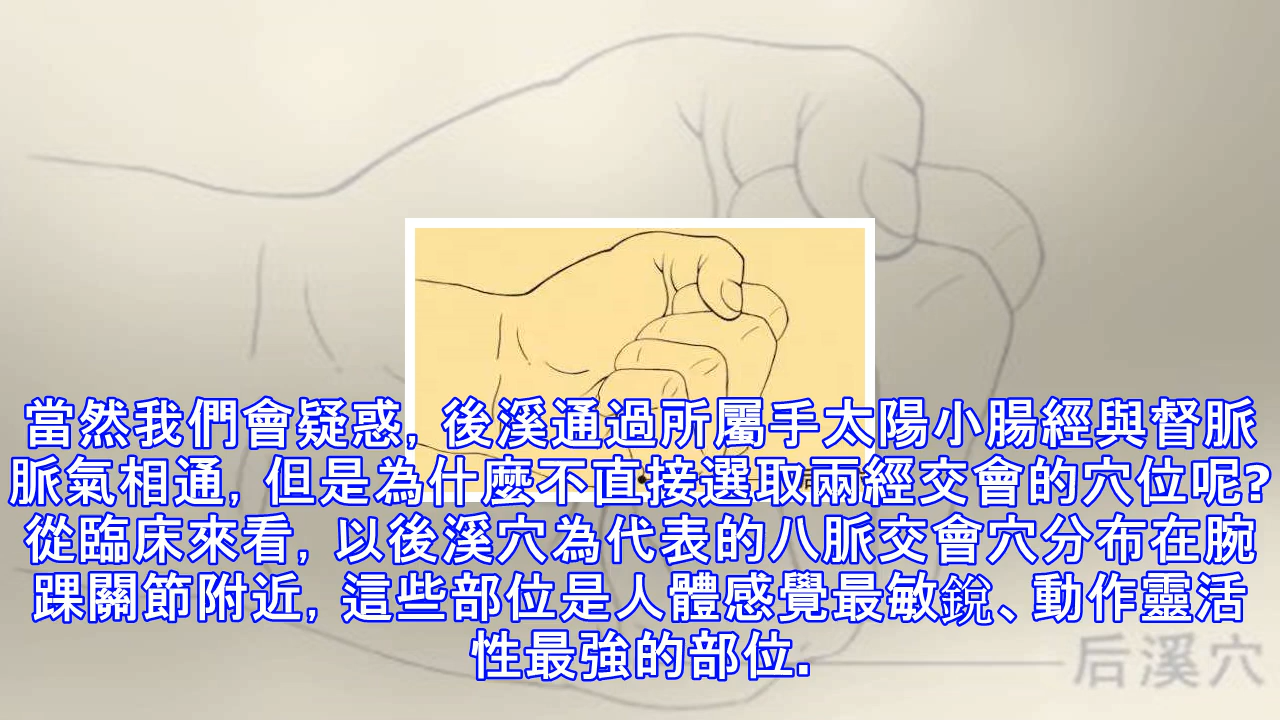 當然我們會疑惑, 後溪通過所屬手太陽小腸經與督脈
脈氣相通, 但是為什麼不直接選取兩經交會的穴位呢?
從臨床來看, 以後溪穴為代表的八脈交會穴分布在腕
踝關節附近, 這些部位是人體感覺最敏銳、動作靈活
性最強的部位.
后溪穴